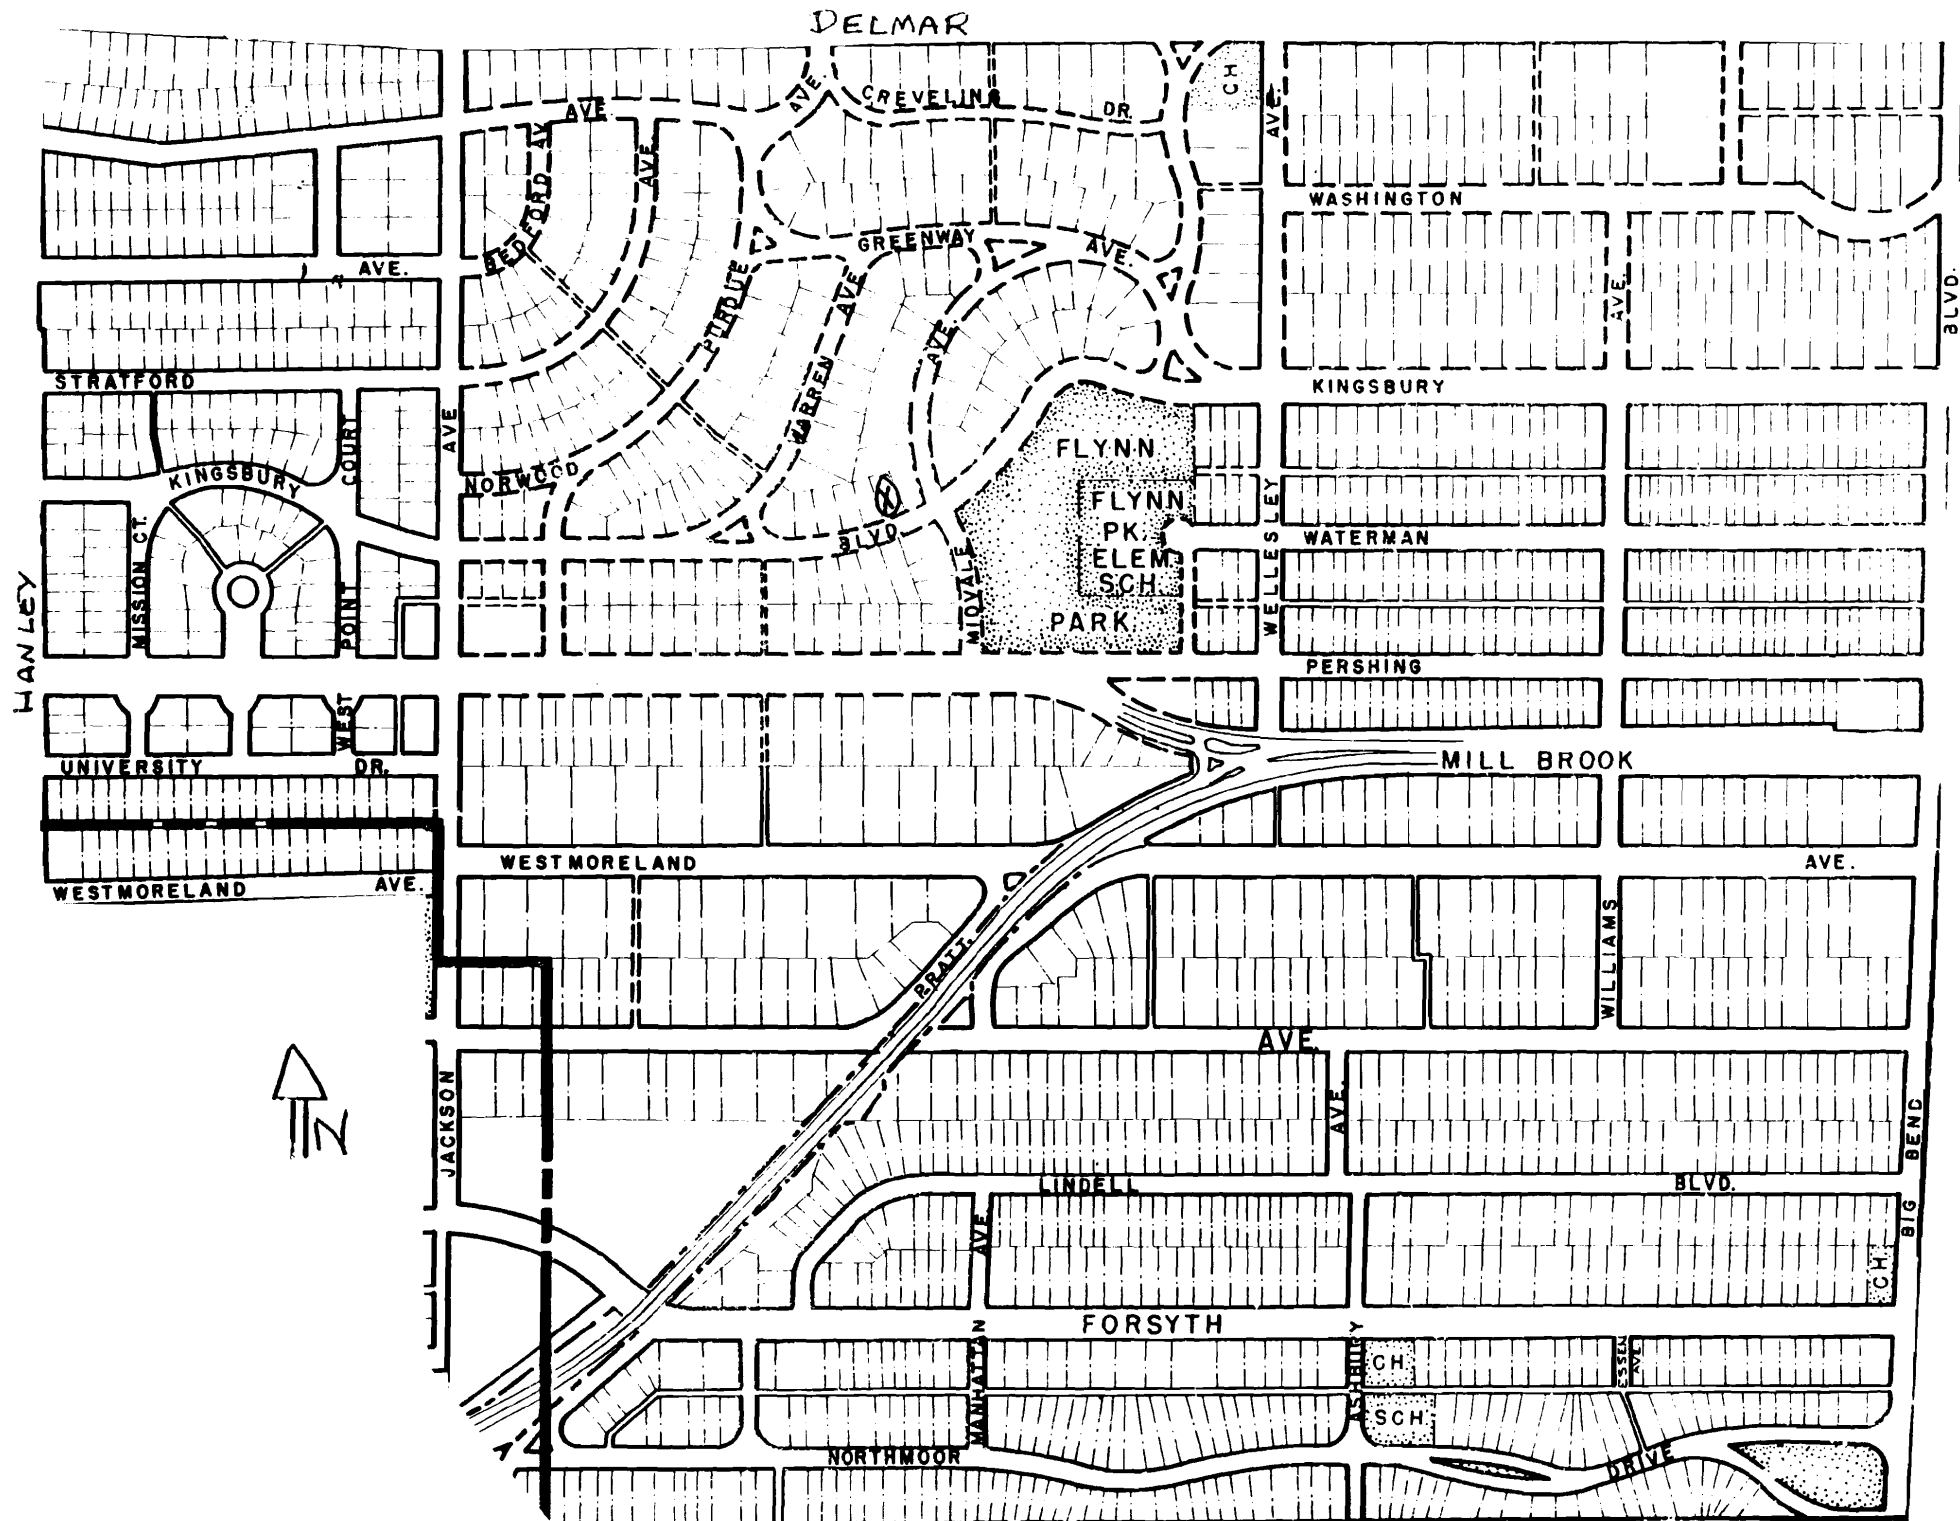 DELMAR
AVE.
CREVELING
DR.
CH
AVE.
AVE.
BEDFORD AV.
AVE.
WASHINGTON
GREENWAY
AVE.
AVE.
PURDUE
AVE.
AVE.
AVE.
BLVD.
STRATFORD
KINGSBURY
WARREN
COURT
AVE
FLYNN
KINGSBURY
NORWOOD
X
FLYNN
PK.
ELEM.
SCH.
PARK
MISSION CT.
BLVD.
WATERMAN
HANLEY
POINT
MIDVALE
WELLESLEY
PERSHING
WEST
UNIVERSITY
DR.
MILL BROOK
WESTMORELAND
AVE.
WESTMORELAND
AVE.
PRATT.
WILLIAMS
AVE.
N
JACKSON
AVE.
BIG BEND
LINDELL
BLVD.
AVE.
CH
FORSYTH
MANHATTAN
ASHBURY
CH
ESSEN
AVE.
SCH
NORTHMOOR
DRIVE